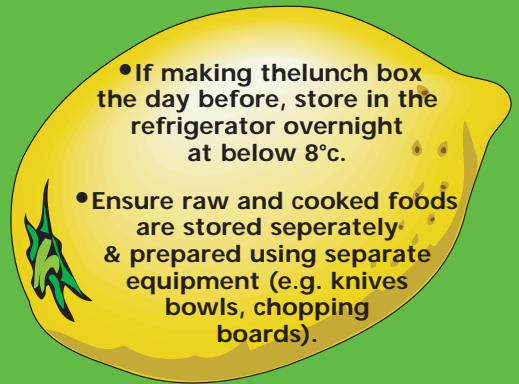 •If making thelunch box
the day before, store in the
refrigerator overnight
at below 8°c.
•Ensure raw and cooked foods
are stored seperately
& prepared using separate
equipment (e.g. knives
bowls, chopping
boards).